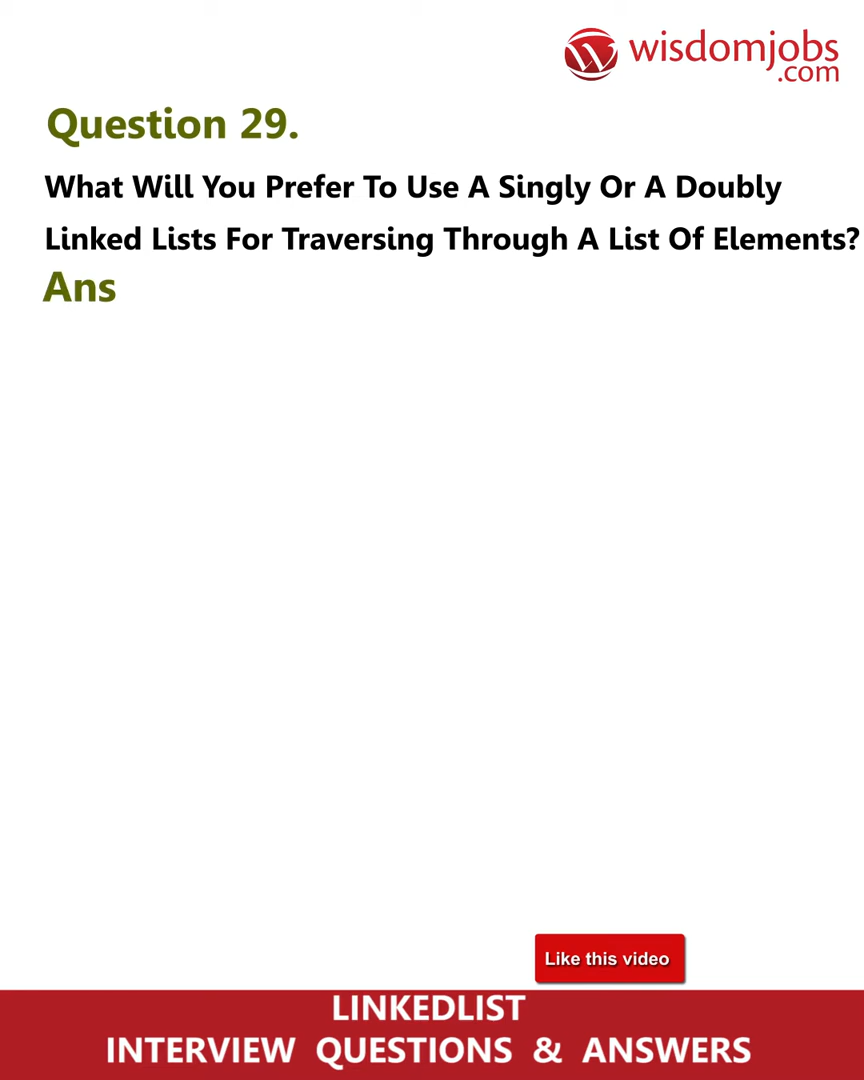 wisdomjobs
.com
Question 29.
What Will You Prefer To Use A Singly Or A Doubly
Linked Lists For Traversing Through A List Of Elements?
Ans
Like this video
LINKEDLIST
INTERVIEW QUESTIONS & ANSWERS